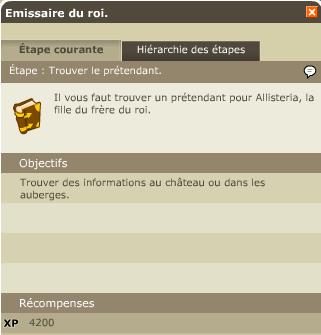 Emissaire du roi.
Étape courante
Hiérarchie des étapes
Étape : Trouver le prétendant.
Il vous faut trouver un prétendant pour Allisteria, la
fille du frère du roi.
Objectifs
Trouver des informations au château ou dans les
auberges.
Récompenses
XP 4200